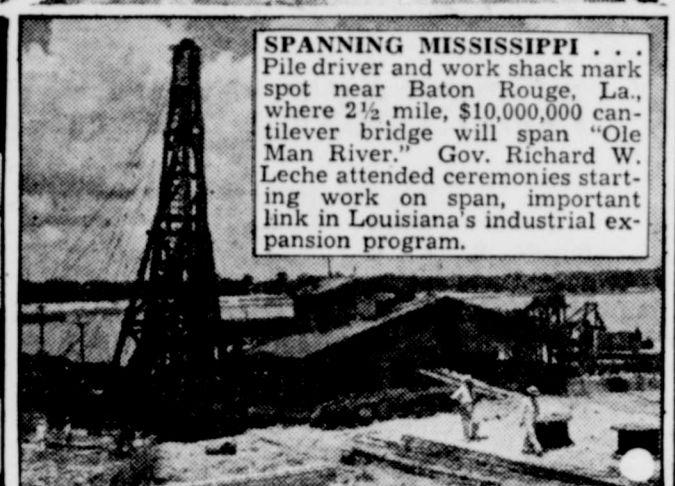 SPANNING MISSISSIPPI . . .
Pile driver and work shack mark
spot near Baton Rouge, La.,
where 2½ mile, $10,000,000 can-
tilever bridge will span “Ole
Man River.” Gov. Richard W.
Leche attended ceremonies start-
ing work on span, important
link in Louisiana's industrial ex-
pansion program.